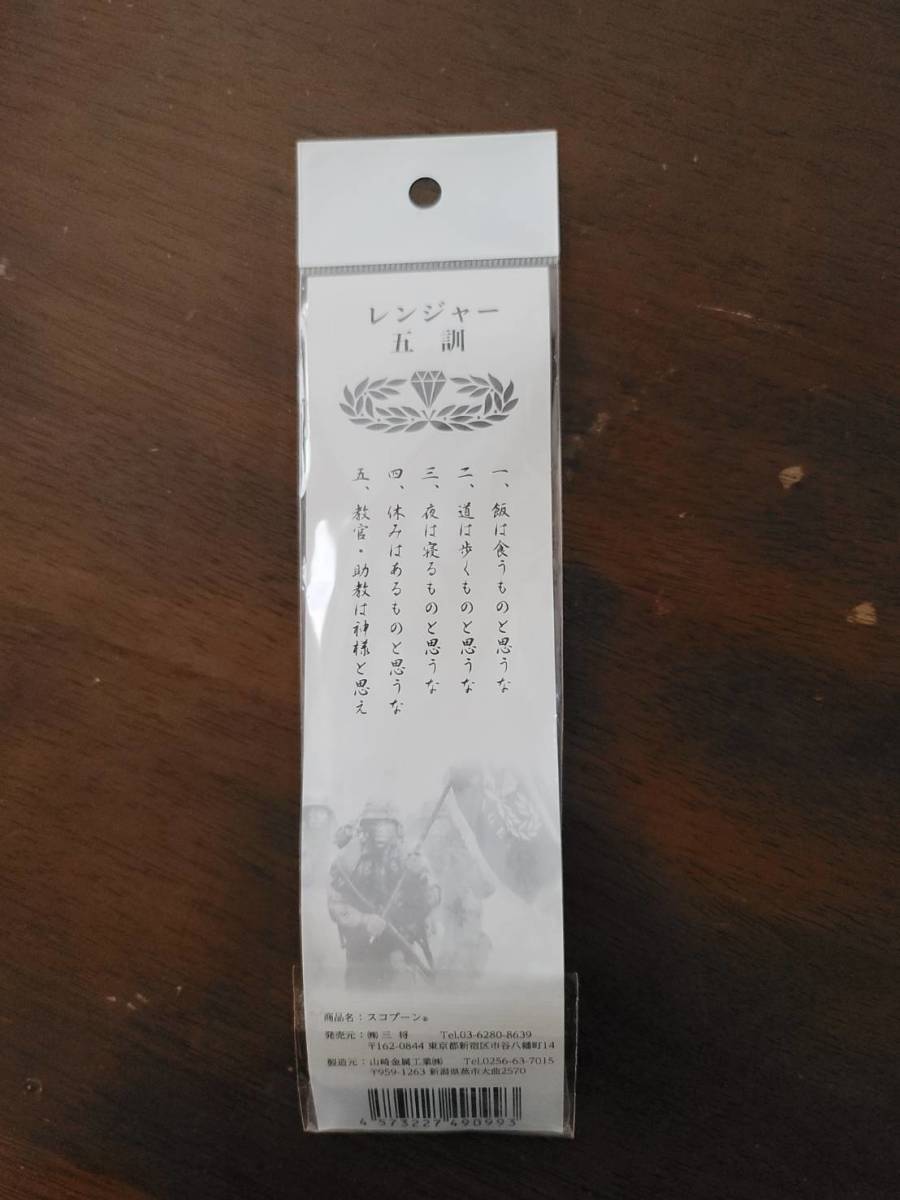 レンジャー
五訓
一、飯は食うものと思うな
二、道は歩くものと思うな
三、夜は寝るものと思うな
四、休みはあるものと思うな
五、教官・助教は神様と思え
商品名：スコプーン®
発売元：㈱三将 Tel.03-6280-8639
〒162-0844 東京都新宿区市谷八幡町14
製造元：山崎金属工業㈱ Tel.0256-63-7015
〒959-1263 新潟県燕市大曲2570
4573227490993